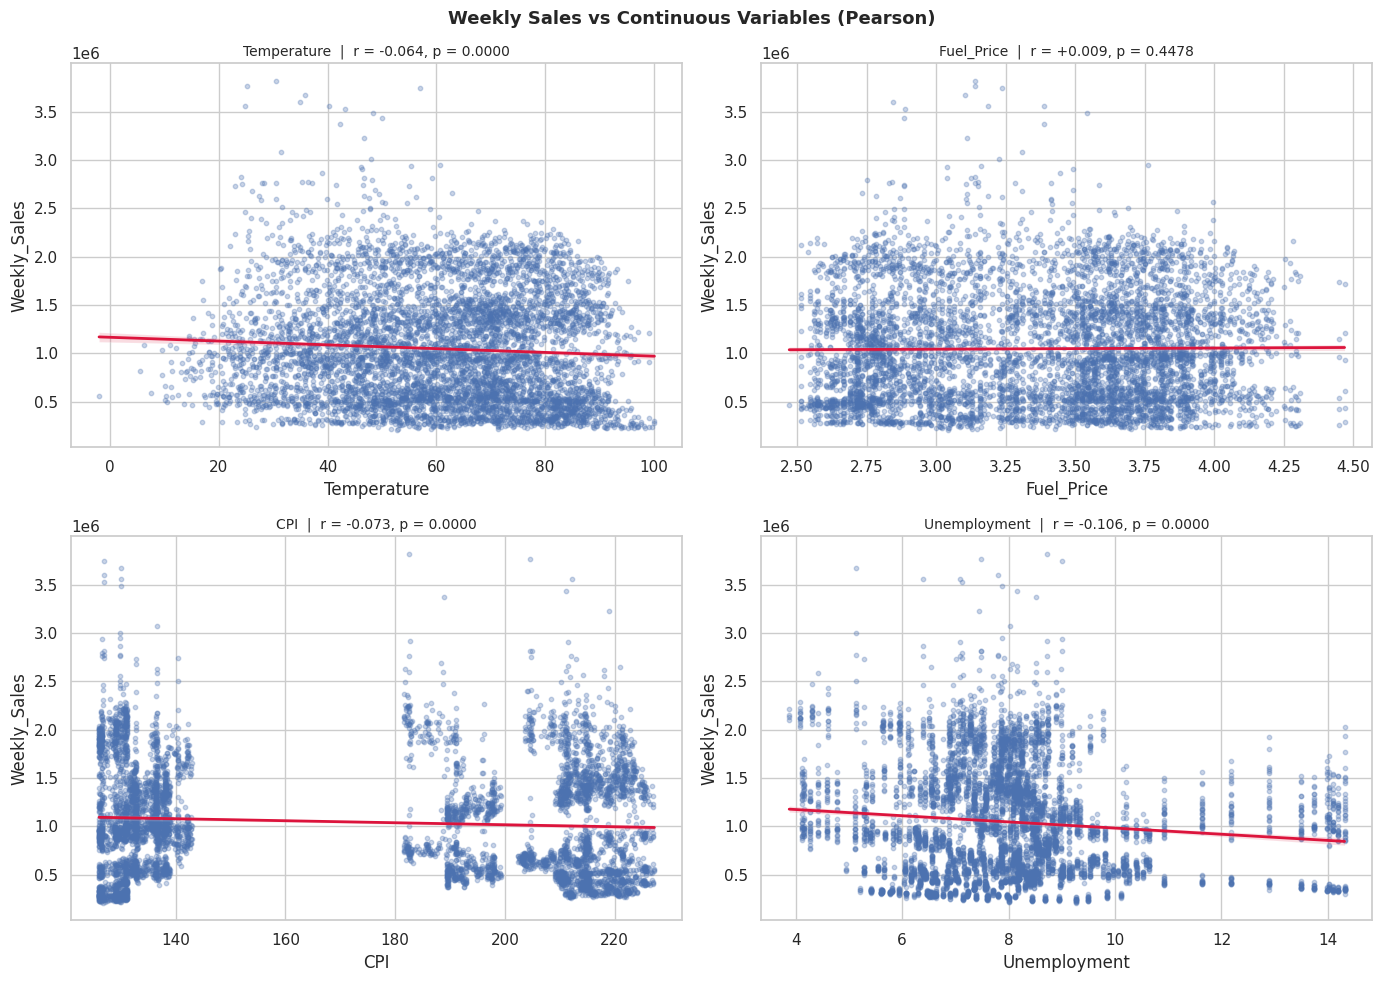 Weekly Sales vs Continuous Variables (Pearson)
Temperature | r = -0.064, p = 0.0000
1e6
3.5
3.0
2.5
2.0
1.5
1.0
0.5
Weekly_Sales
0 20 40 60 80 100
Temperature
Fuel_Price | r = +0.009, p = 0.4478
1e6
3.5
3.0
2.5
2.0
1.5
1.0
0.5
Weekly_Sales
2.50 2.75 3.00 3.25 3.50 3.75 4.00 4.25 4.50
Fuel_Price
CPI | r = -0.073, p = 0.0000
1e6
3.5
3.0
2.5
2.0
1.5
1.0
0.5
Weekly_Sales
140 160 180 200 220
CPI
Unemployment | r = -0.106, p = 0.0000
1e6
3.5
3.0
2.5
2.0
1.5
1.0
0.5
Weekly_Sales
4 6 8 10 12 14
Unemployment